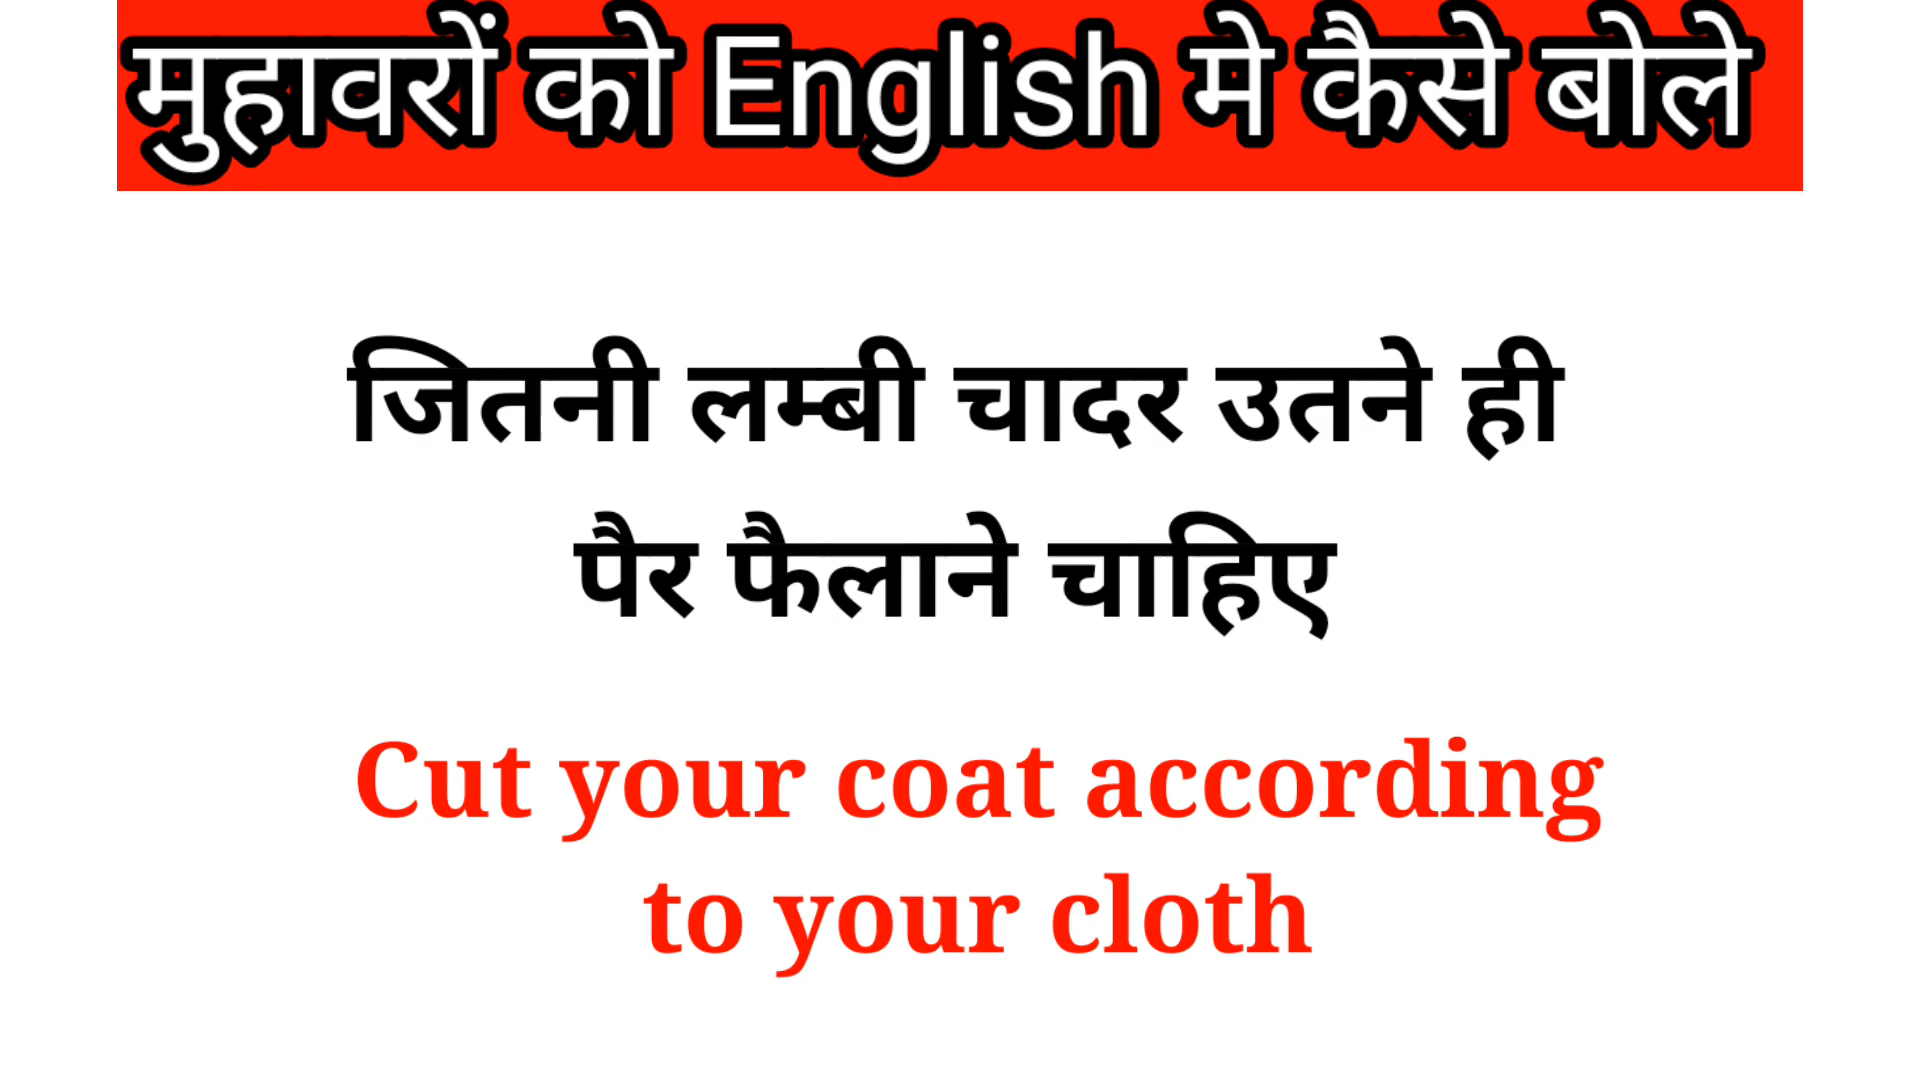 मुहावरों को English मे कैसे बोले
जितनी लम्बी चादर उतने ही
पैर फैलाने चाहिए
Cut your coat according
to your cloth